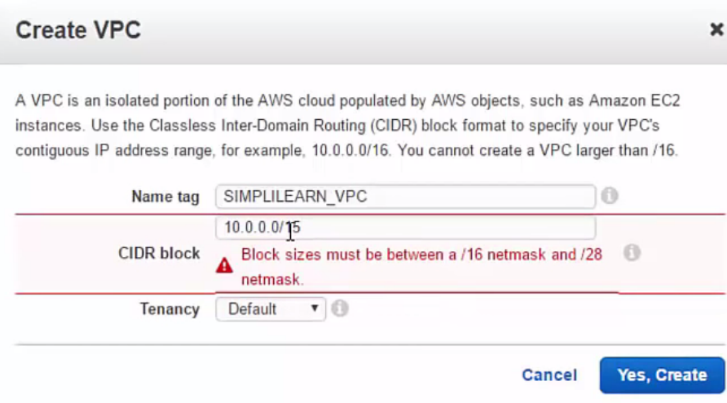 Create VPC
A VPC is an isolated portion of the AWS cloud populated by AWS objects, such as Amazon EC2
instances. Use the Classless Inter-Domain Routing (CIDR) block format to specify your VPC's
contiguous IP address range, for example, 10.0.0.0/16. You cannot create a VPC larger than /16.
Name tag SIMPLILEARN_VPC
10.0.0.0/15
CIDR block
Block sizes must be between a /16 netmask and /28
netmask.
Tenancy Default
Cancel Yes, Create